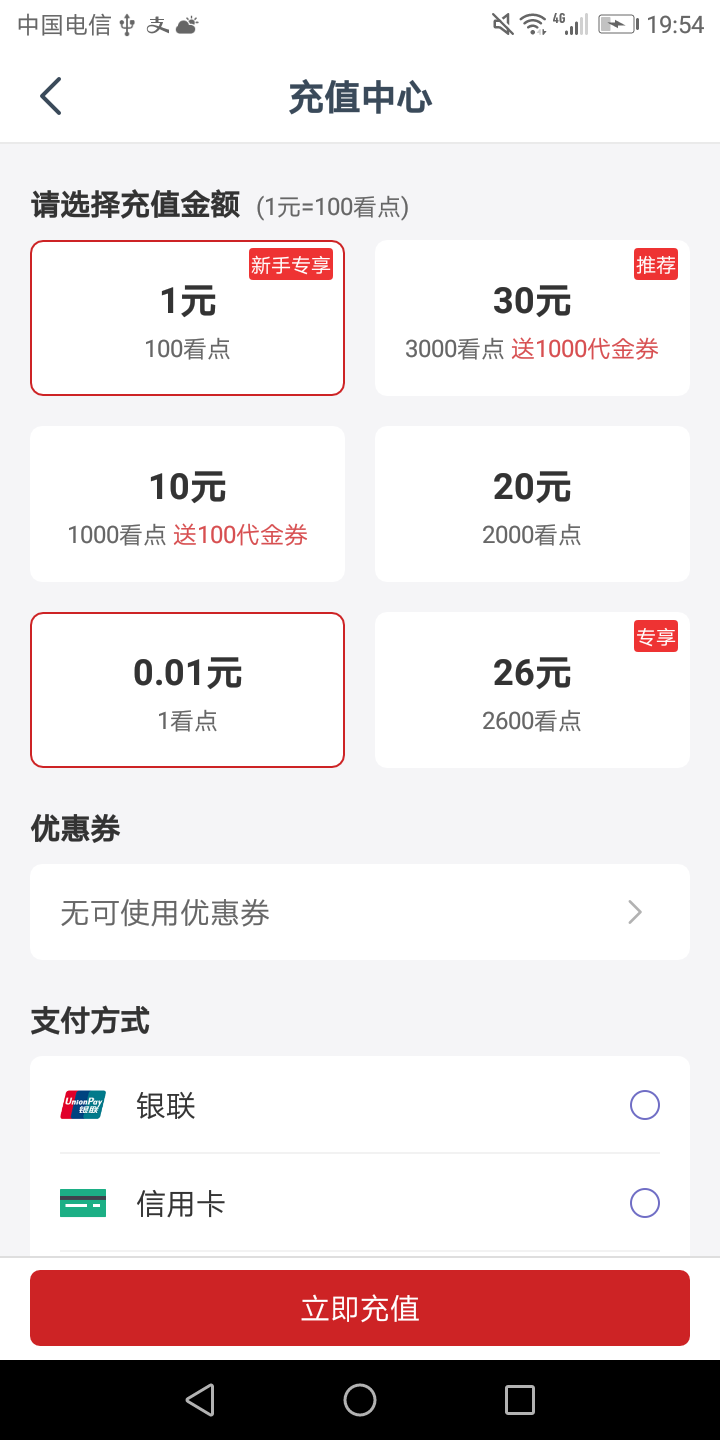 中国电信 支 4G 19:54
充值中心
请选择充值金额 (1元=100看点)
新手专享
1元
100看点
推荐
30元
3000看点 送1000代金券
10元
1000看点 送100代金券
20元
2000看点
0.01元
1看点
专享
26元
2600看点
优惠券
无可使用优惠券
支付方式
UnionPay 银联
银联
信用卡
立即充值